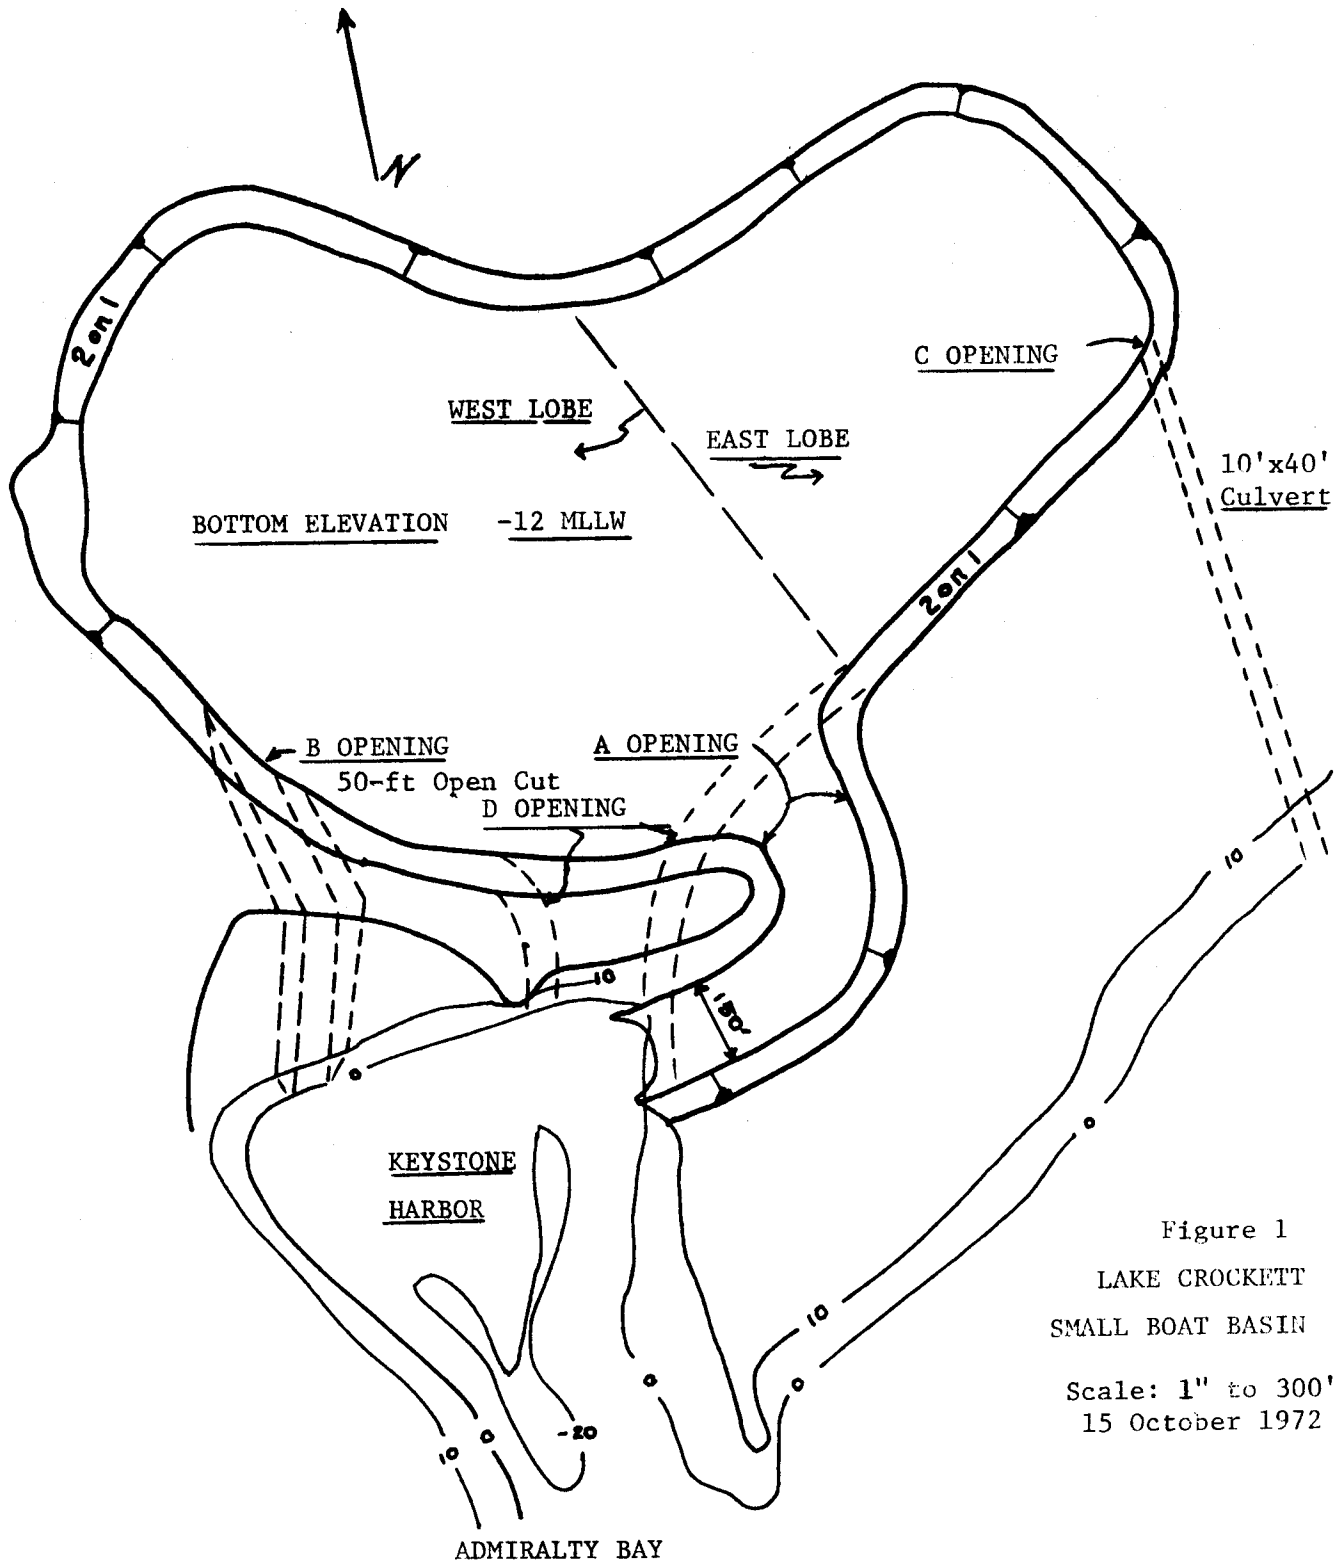 N
2 on 1
C OPENING
WEST LOBE
EAST LOBE
10'x40'
Culvert
BOTTOM ELEVATION -12 MLLW
2 on 1
B OPENING
A OPENING
50-ft Open Cut
D OPENING
10
10
150'
0
0
KEYSTONE
HARBOR
Figure 1
LAKE CROCKETT
10
SMALL BOAT BASIN
0
0
Scale: 1" to 300'
15 October 1972
-20
0
10
ADMIRALTY BAY